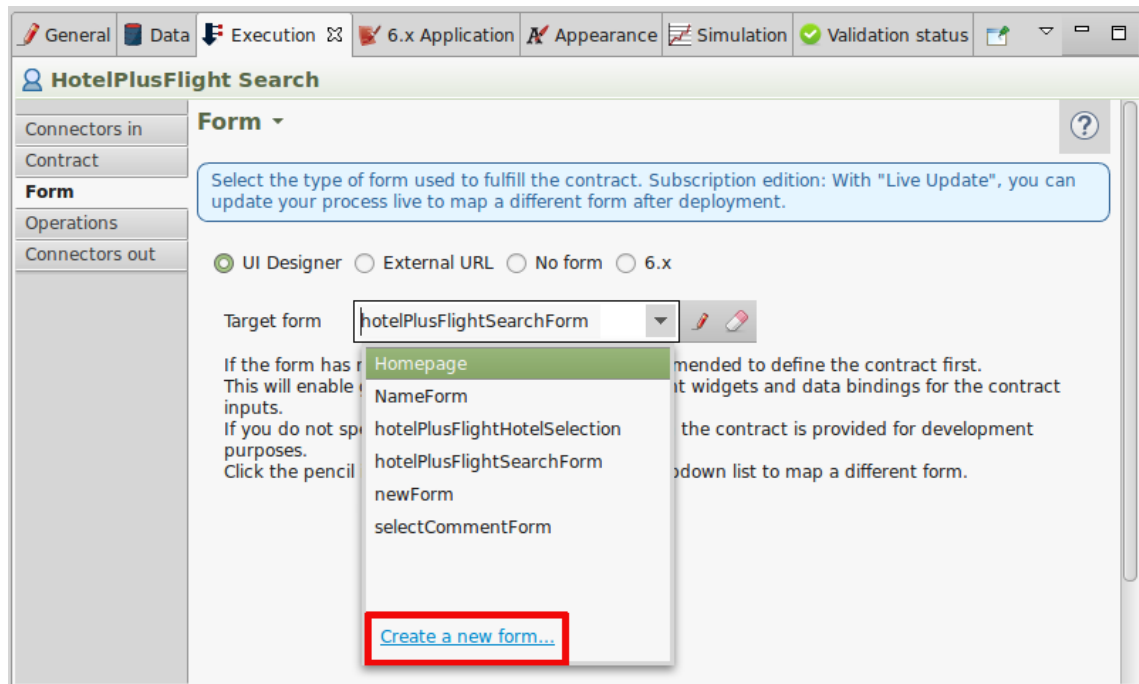 General Data Execution 6.x Application Appearance Simulation Validation status
HotelPlusFlight Search
Connectors in
Contract
Form
Operations
Connectors out
Form
?
Select the type of form used to fulfill the contract. Subscription edition: With "Live Update", you can
update your process live to map a different form after deployment.
UI Designer External URL No form 6.x
Target form hotelPlusFlightSearchForm
If the form has mended to define the contract first.
This will enable nt widgets and data bindings for the contract
inputs.
If you do not the contract is provided for development
purposes.
Click the pencil down list to map a different form.
Homepage
NameForm
hotelPlusFlightHotelSelection
hotelPlusFlightSearchForm
newForm
selectCommentForm
Create a new form...